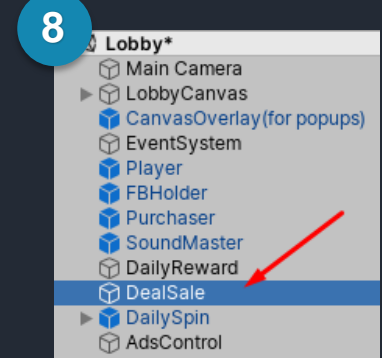 8
Lobby*
Main Camera
LobbyCanvas
CanvasOverlay(for popups)
EventSystem
Player
FBHolder
Purchaser
SoundMaster
DailyReward
DealSale
DailySpin
AdsControl